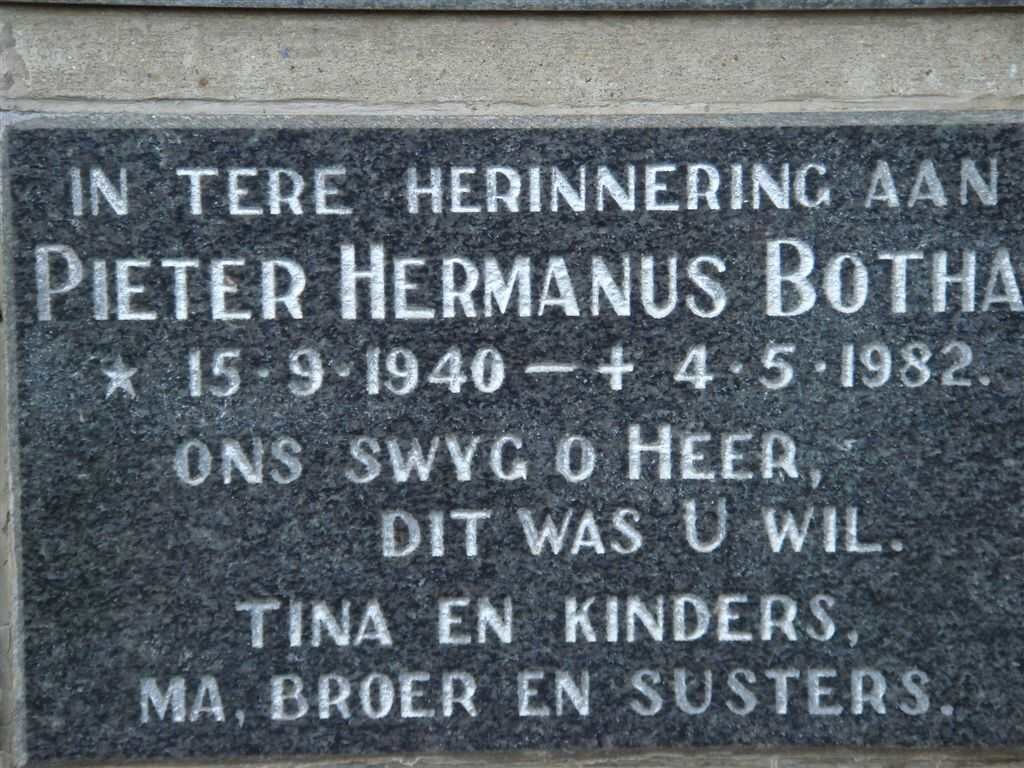 IN TERE HERINNERING AAN
PIETER HERMANUS BOTHA
★ 15·9·1940 – + 4·5·1982.
ONS SWYG O HEER,
DIT WAS U WIL.
TINA EN KINDERS,
MA, BROER EN SUSTERS.